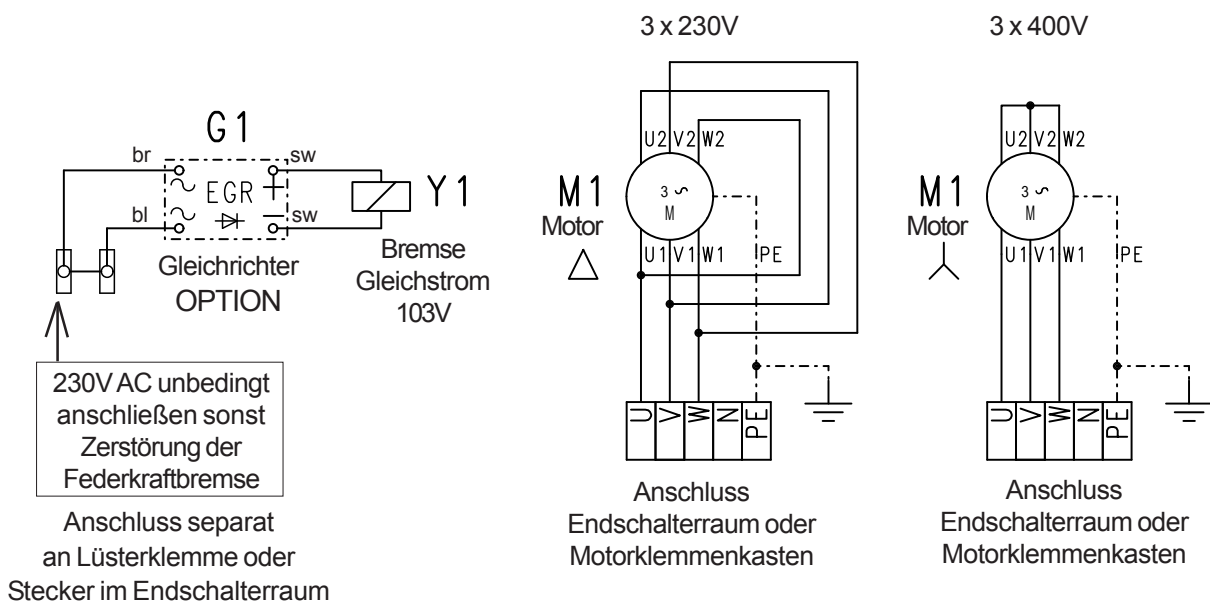 G1
br
sw
EGR
+
bl
–
sw
Y1
Gleichrichter
OPTION
Bremse
Gleichstrom
103V
230V AC unbedingt
anschließen sonst
Zerstörung der
Federkraftbremse
Anschluss separat
an Lüsterklemme oder
Stecker im Endschalterraum
3 x 230V
U2 V2 W2
M1
Motor
3 ~
M
U1 V1 W1 PE
U V W N PE
Anschluss
Endschalterraum oder
Motorklemmenkasten
3 x 400V
U2 V2 W2
M1
Motor
3 ~
M
U1 V1 W1 PE
U V W N PE
Anschluss
Endschalterraum oder
Motorklemmenkasten